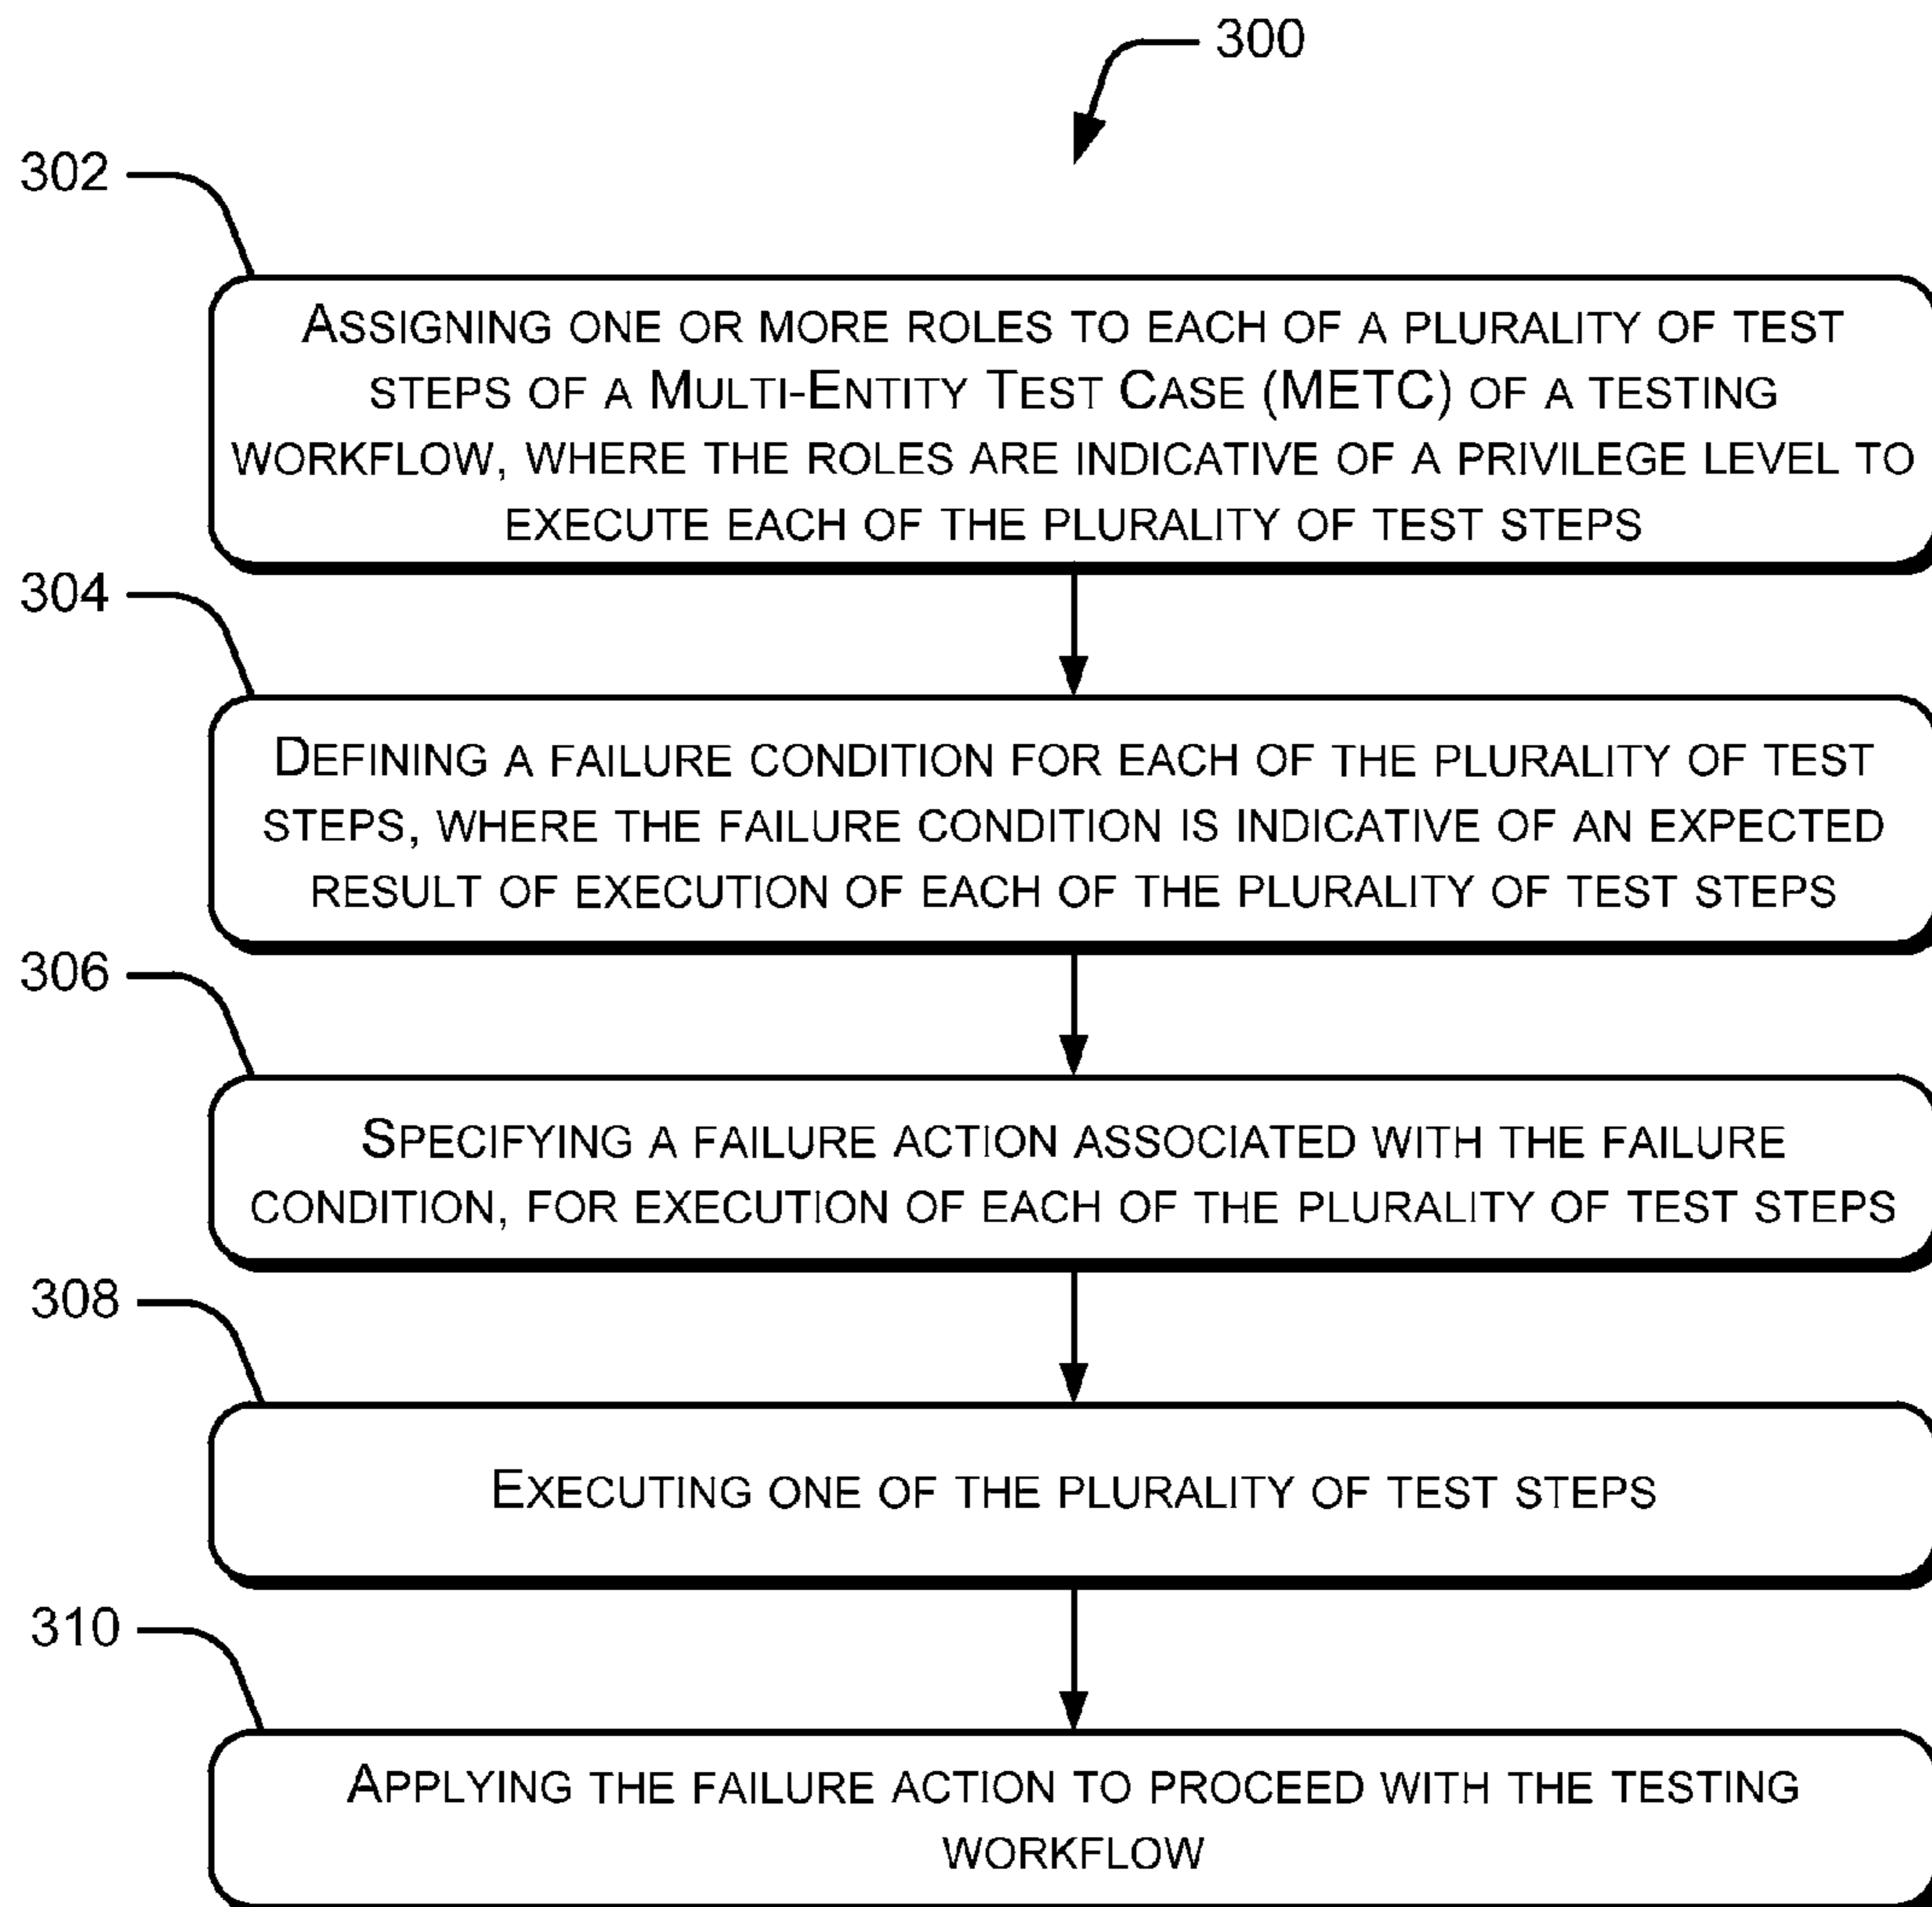 300
302
ASSIGNING ONE OR MORE ROLES TO EACH OF A PLURALITY OF TEST
STEPS OF A MULTI-ENTITY TEST CASE (METC) OF A TESTING
WORKFLOW, WHERE THE ROLES ARE INDICATIVE OF A PRIVILEGE LEVEL TO
EXECUTE EACH OF THE PLURALITY OF TEST STEPS
304
DEFINING A FAILURE CONDITION FOR EACH OF THE PLURALITY OF TEST
STEPS, WHERE THE FAILURE CONDITION IS INDICATIVE OF AN EXPECTED
RESULT OF EXECUTION OF EACH OF THE PLURALITY OF TEST STEPS
306
SPECIFYING A FAILURE ACTION ASSOCIATED WITH THE FAILURE
CONDITION, FOR EXECUTION OF EACH OF THE PLURALITY OF TEST STEPS
308
EXECUTING ONE OF THE PLURALITY OF TEST STEPS
310
APPLYING THE FAILURE ACTION TO PROCEED WITH THE TESTING
WORKFLOW